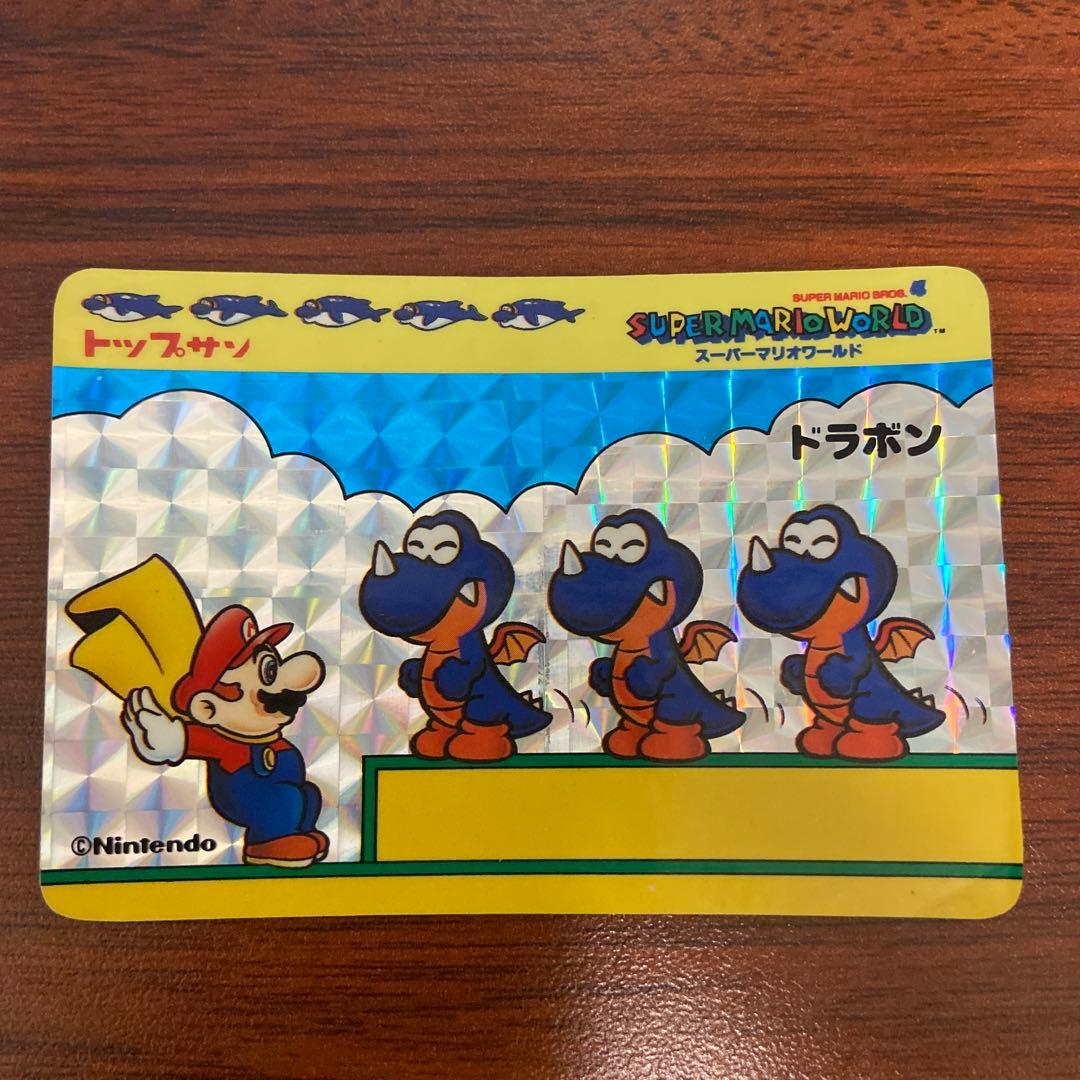 トップサン
SUPER MARIO BROS. 4
SUPER MARIO WORLD™
スーパーマリオワールド
ドラボン
©Nintendo